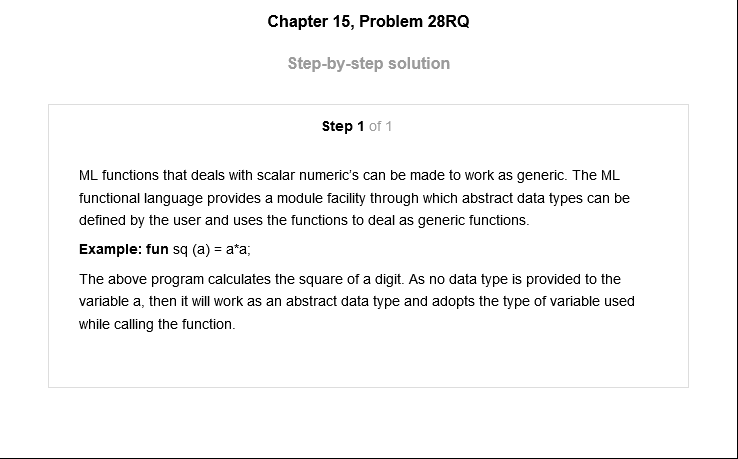 Chapter 15, Problem 28RQ
Step-by-step solution
Step 1 of 1
ML functions that deals with scalar numeric's can be made to work as generic. The ML
functional language provides a module facility through which abstract data types can be
defined by the user and uses the functions to deal as generic functions.
Example: fun sq (a) = a*a;
The above program calculates the square of a digit. As no data type is provided to the
variable a, then it will work as an abstract data type and adopts the type of variable used
while calling the function.